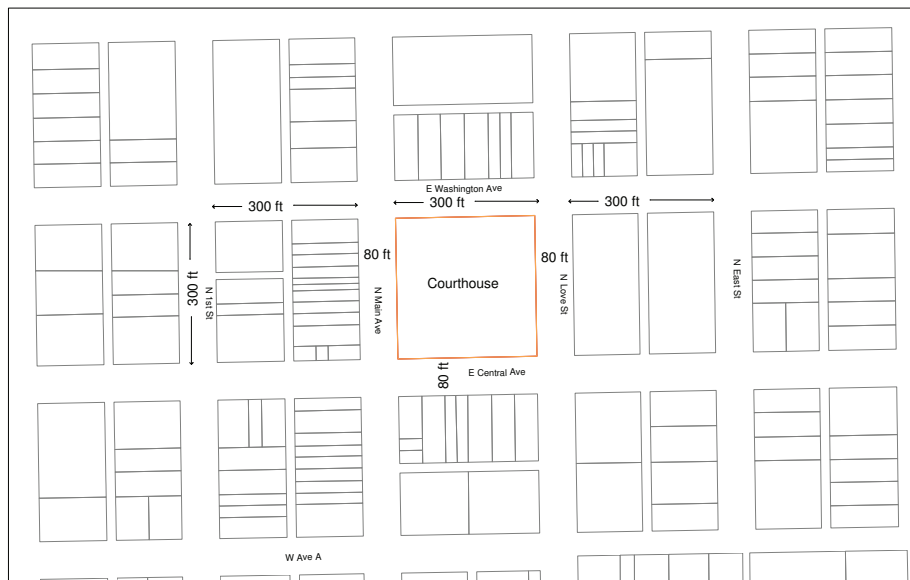 E Washington Ave
300 ft
300 ft
300 ft
80 ft
80 ft
Courthouse
300 ft
N 1st St
N Main Ave
N Love St
N East St
80 ft
E Central Ave
W Ave A